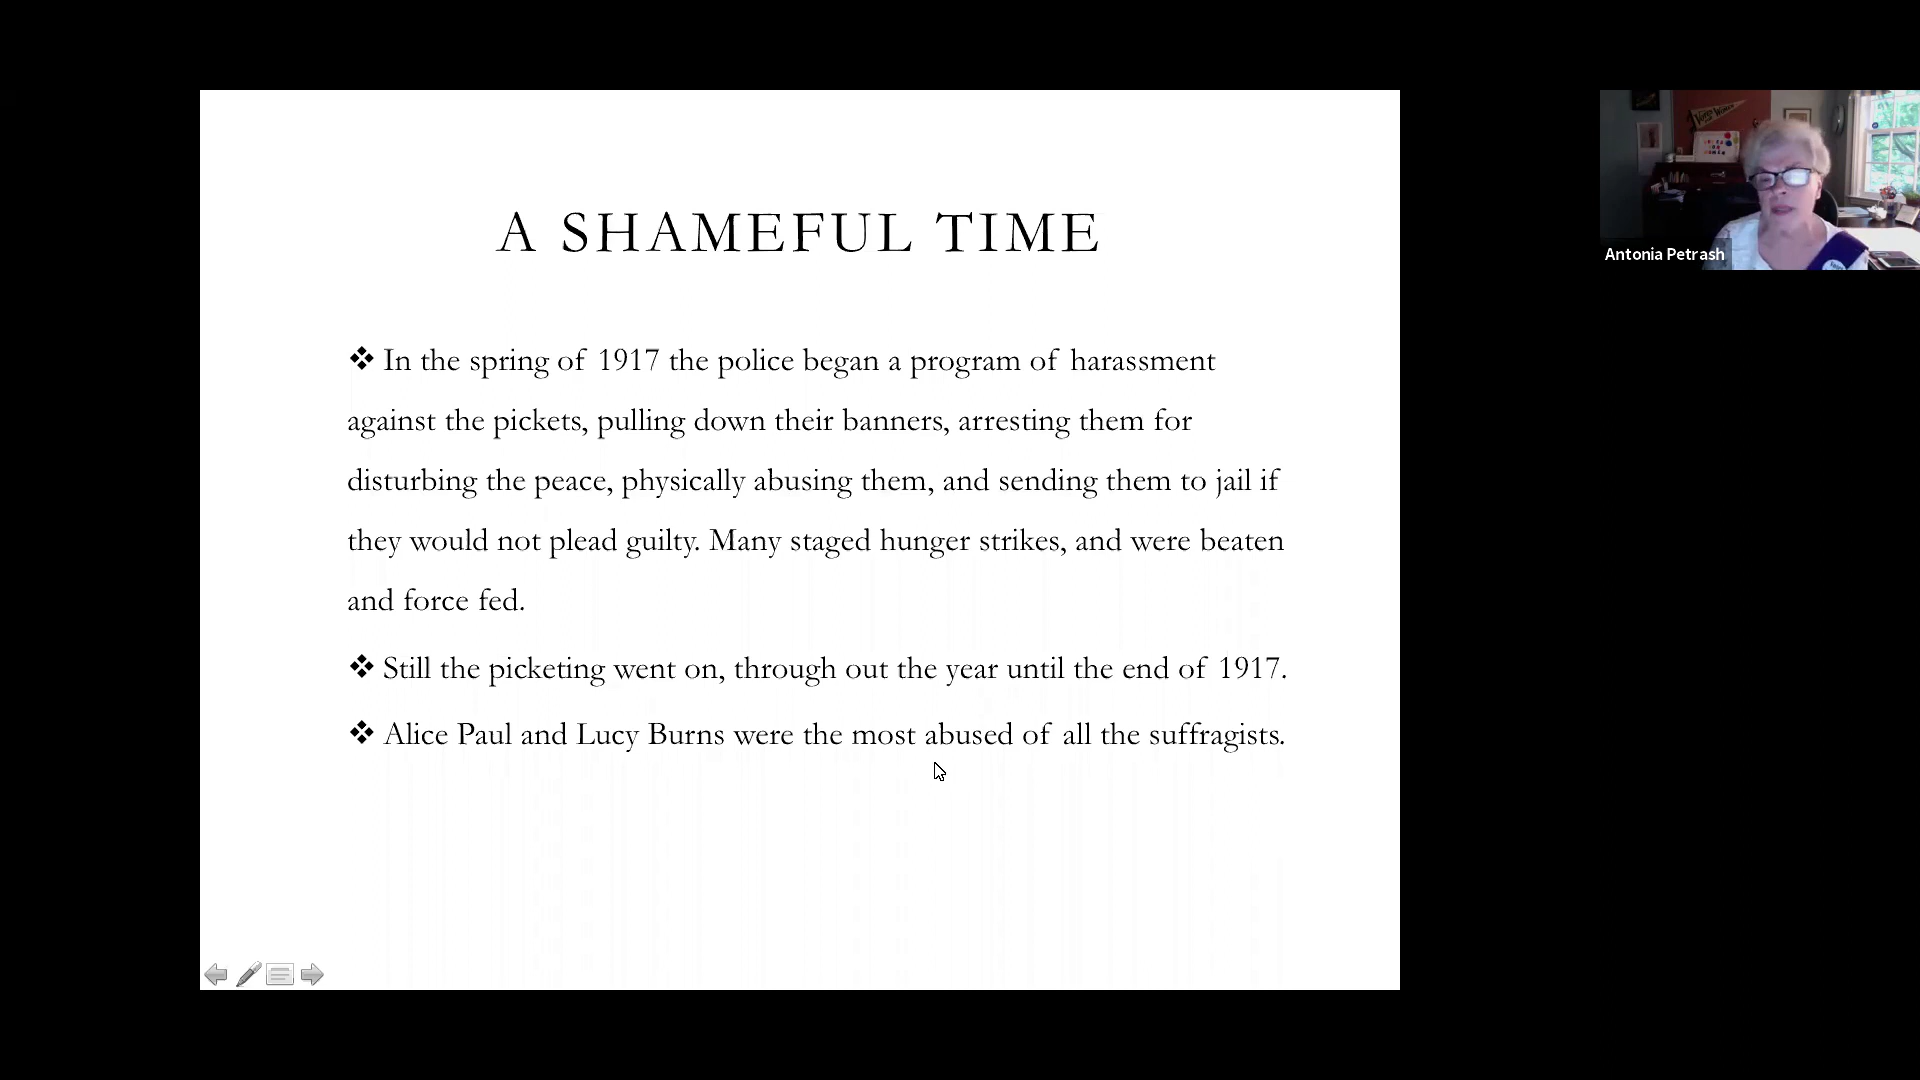 A SHAMEFUL TIME
❖ In the spring of 1917 the police began a program of harassment
against the pickets, pulling down their banners, arresting them for
disturbing the peace, physically abusing them, and sending them to jail if
they would not plead guilty. Many staged hunger strikes, and were beaten
and force fed.
❖ Still the picketing went on, through out the year until the end of 1917.
❖ Alice Paul and Lucy Burns were the most abused of all the suffragists.
Antonia Petrash